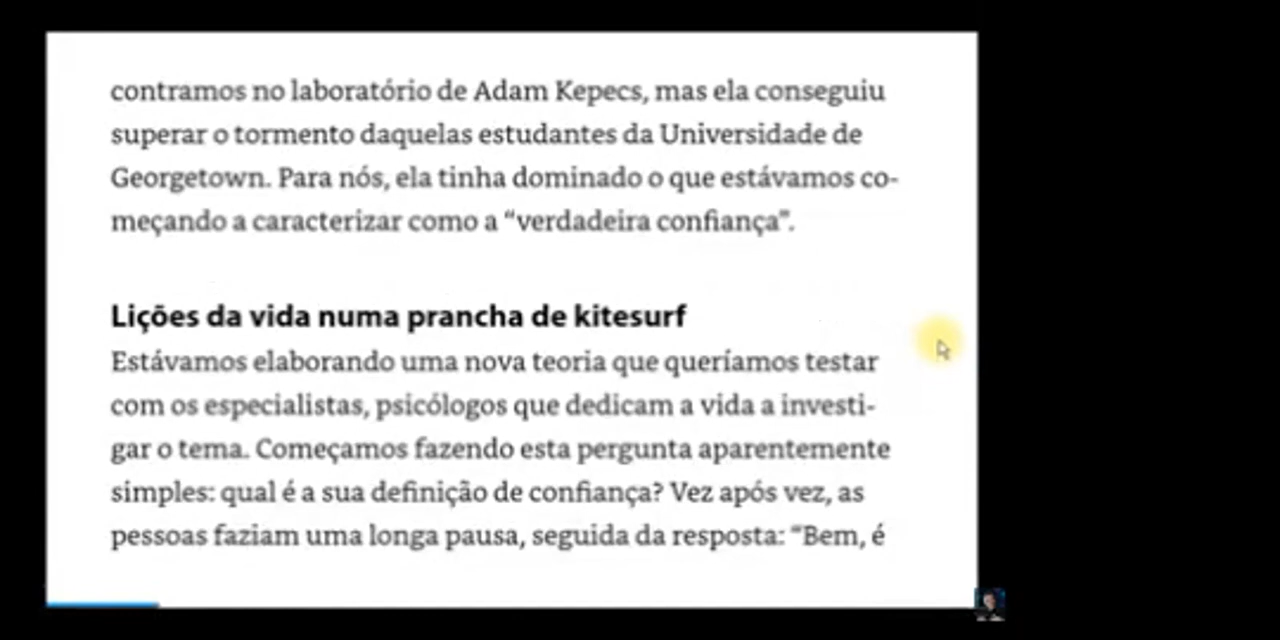 contramos no laboratório de Adam Kepecs, mas ela conseguiu
superar o tormento daquelas estudantes da Universidade de
Georgetown. Para nós, ela tinha dominado o que estávamos co-
meçando a caracterizar como a “verdadeira confiança”.
Lições da vida numa prancha de kitesurf
Estávamos elaborando uma nova teoria que queríamos testar
com os especialistas, psicólogos que dedicam a vida a investi-
gar o tema. Começamos fazendo esta pergunta aparentemente
simples: qual é a sua definição de confiança? Vez após vez, as
pessoas faziam uma longa pausa, seguida da resposta: “Bem, é